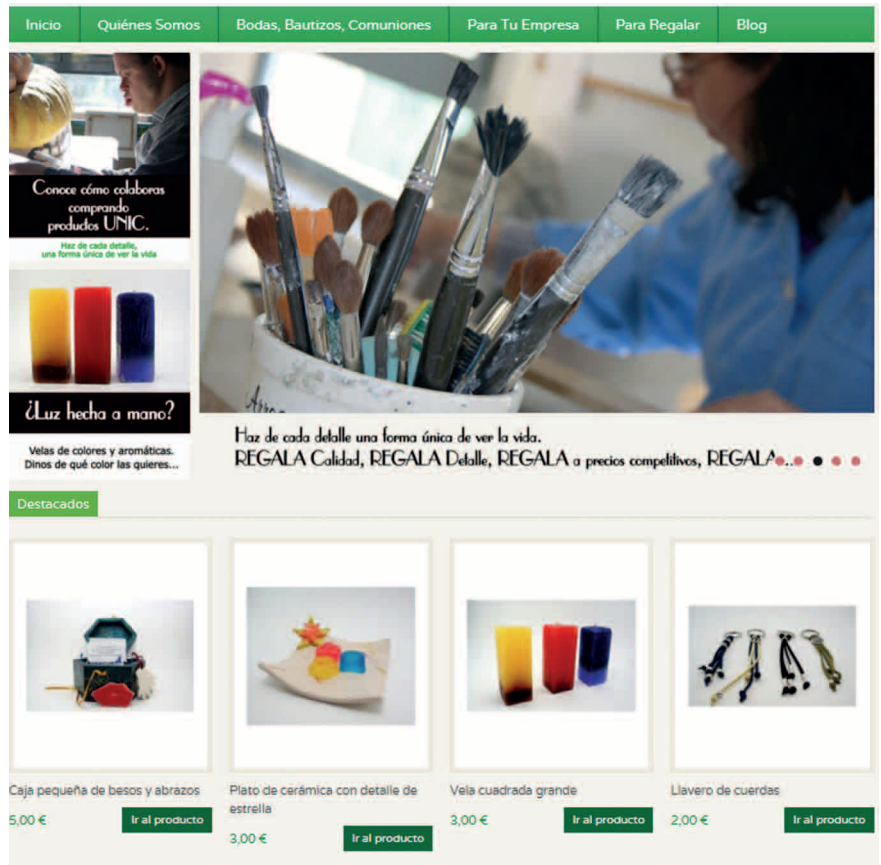 Inicio
Quiénes Somos
Bodas, Bautizos, Comuniones
Para Tu Empresa
Para Regalar
Blog
Conoce cómo colaboras
comprando
productos UNIC.
Haz de cada detalle,
una forma única de ver la vida
¿Luz hecha a mano?
Velas de colores y aromáticas.
Dinos de qué color las quieres...
Haz de cada detalle una forma única de ver la vida.
REGALA Calidad, REGALA Detalle, REGALA a precios competitivos, REGALA...
Destacados
Caja pequeña de besos y abrazos
5,00 €
Ir al producto
Plato de cerámica con detalle de
estrella
3,00 €
Ir al producto
Vela cuadrada grande
3,00 €
Ir al producto
Llavero de cuerdas
2,00 €
Ir al producto